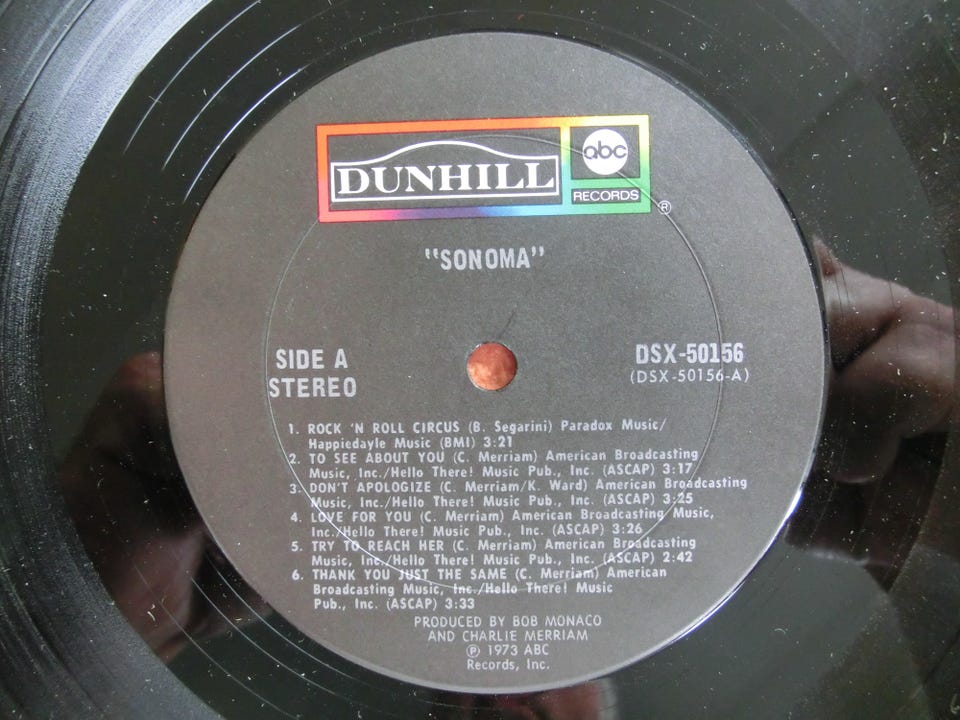 DUNHILL
abc
RECORDS
®
"SONOMA"
SIDE A
STEREO
DSX-50156
(DSX-50156-A)
1. ROCK 'N ROLL CIRCUS (B. Segarini) Paradox Music/
Happiedayle Music (BMI) 3:21
2. TO SEE ABOUT YOU (C. Merriam) American Broadcasting
Music, Inc./Hello There! Music Pub., Inc. (ASCAP) 3:17
3. DON'T APOLOGIZE (C. Merriam/K. Ward) American Broadcasting
Music, Inc./Hello There! Music Pub., Inc. (ASCAP) 3:25
4. LOVE FOR YOU (C. Merriam) American Broadcasting Music,
Inc./Hello There! Music Pub., Inc. (ASCAP) 3:26
5. TRY TO REACH HER (C. Merriam) American Broadcasting
Music, Inc./Hello There! Music Pub., Inc. (ASCAP) 2:42
6. THANK YOU JUST THE SAME (C. Merriam) American
Broadcasting Music, Inc./Hello There! Music
Pub., Inc. (ASCAP) 3:33
PRODUCED BY BOB MONACO
AND CHARLIE MERRIAM
℗ 1973 ABC
Records, Inc.